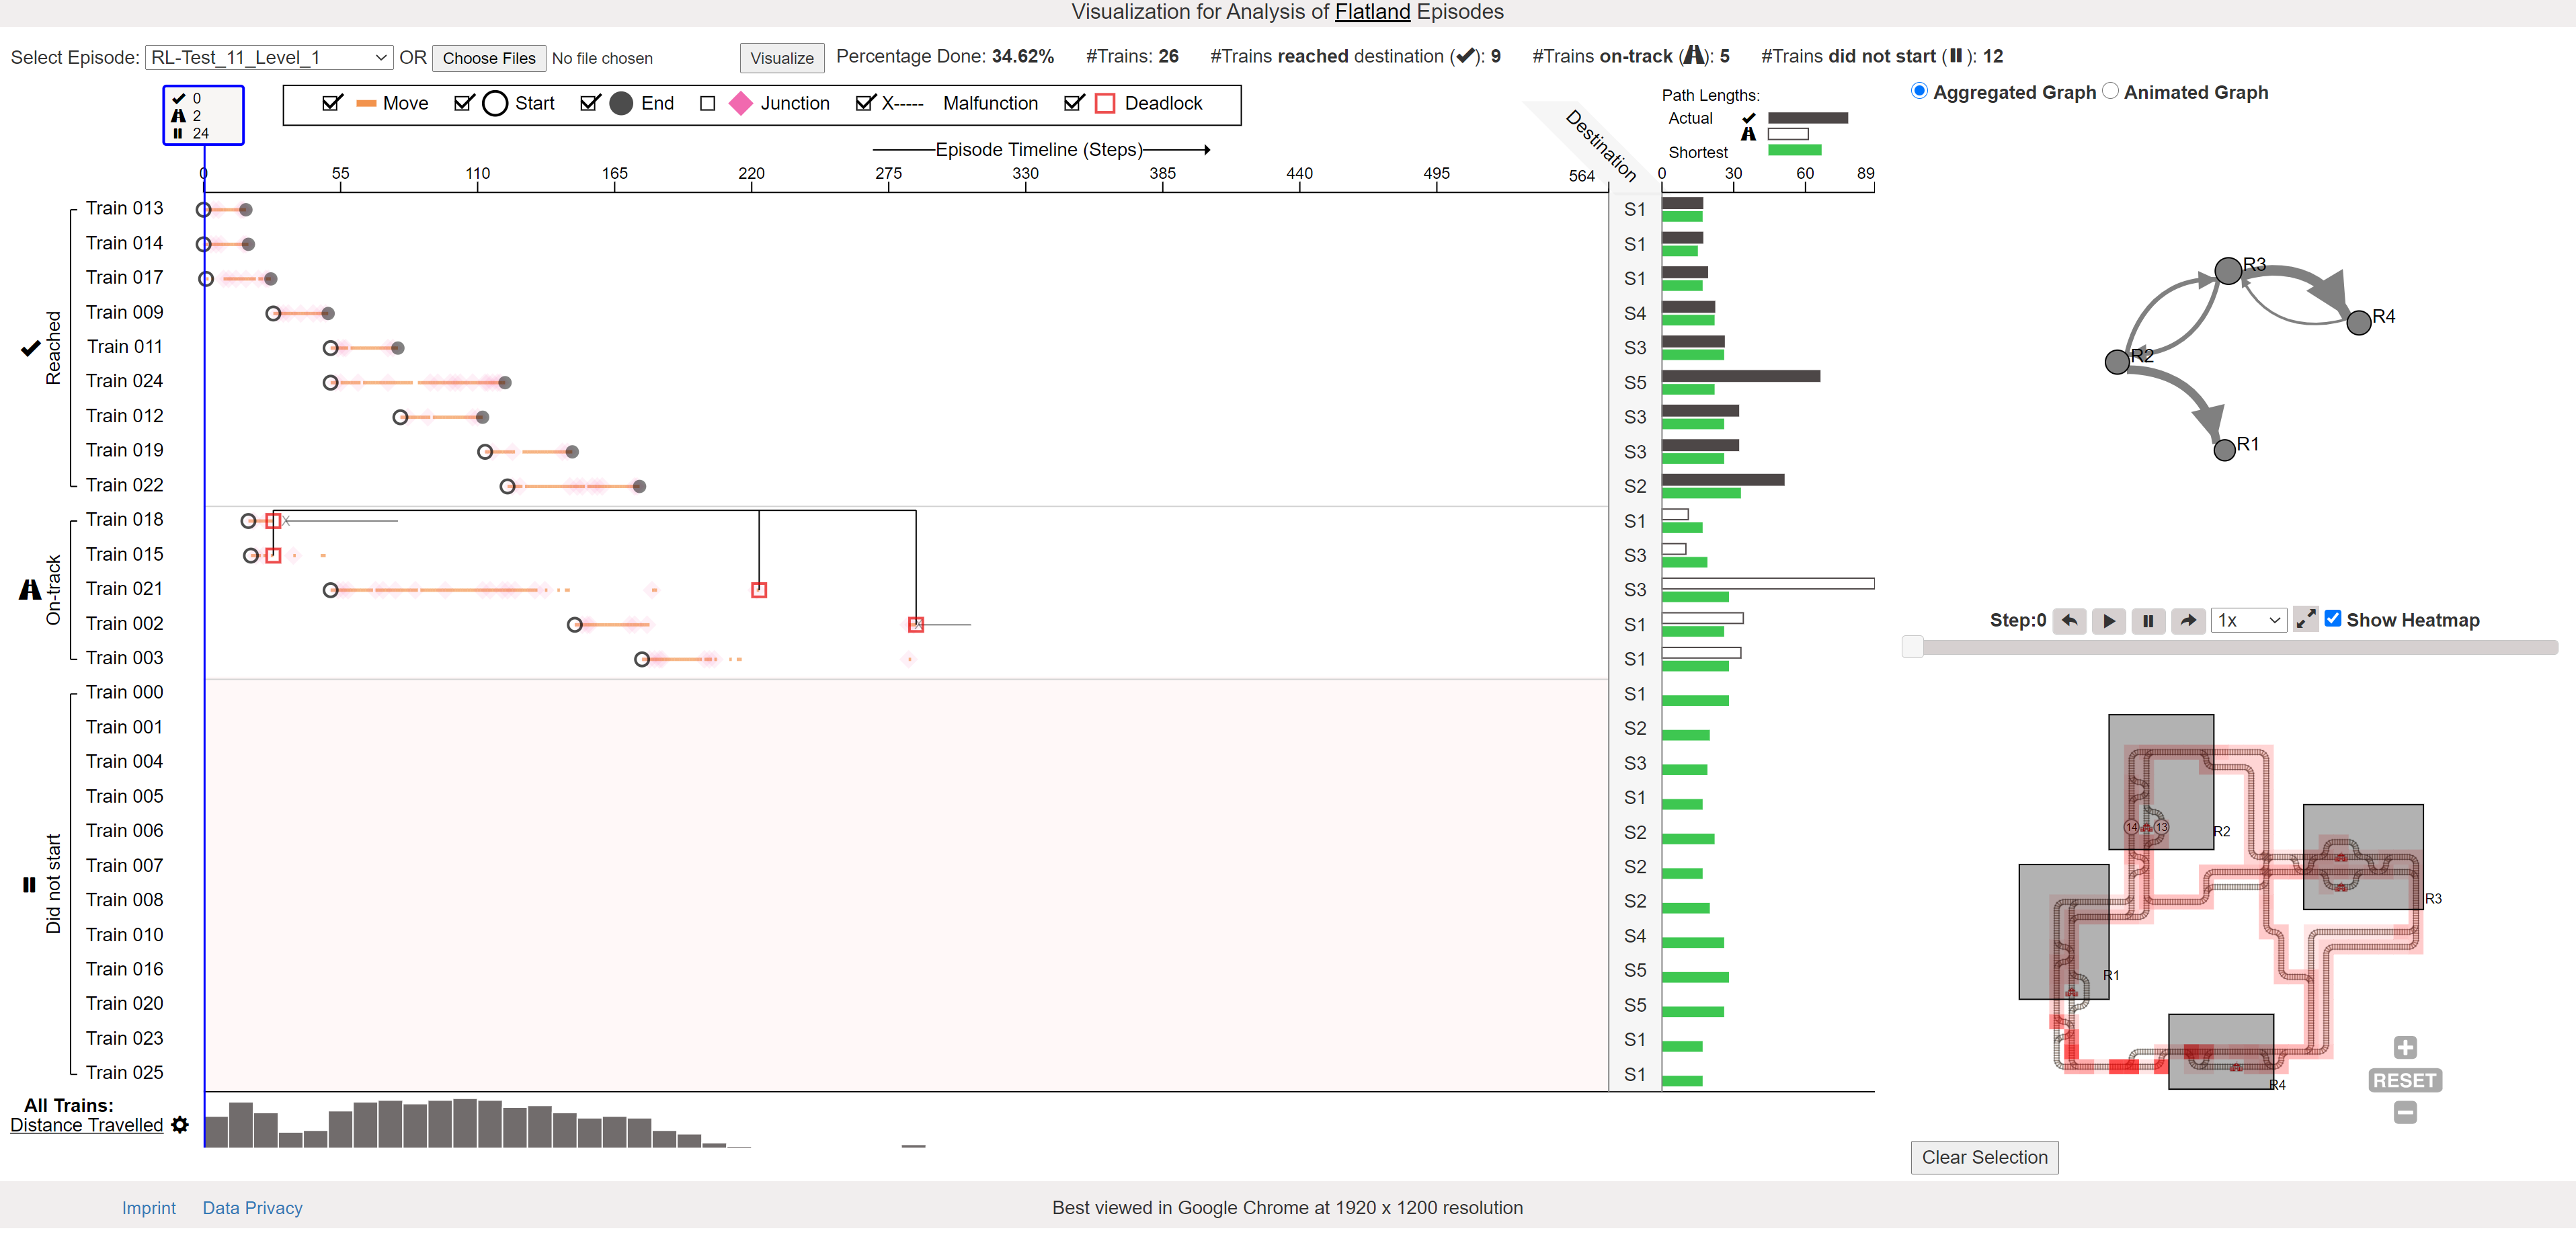 Visualization for Analysis of Flatland Episodes
Select Episode: RL-Test_11_Level_1 OR Choose Files No file chosen Visualize Percentage Done: 34.62% #Trains: 26 #Trains reached destination (✔): 9 #Trains on-track ( ): 5 #Trains did not start ( ): 12
0
2
24
Move Start End Junction X----- Malfunction Deadlock
Episode Timeline (Steps)
0 55 110 165 220 275 330 385 440 495 564
Destination
Path Lengths:
Actual
Shortest
0 30 60 89
Aggregated Graph Animated Graph
Reached
Train 013 S1
Train 014 S1
Train 017 S1
Train 009 S4
Train 011 S3
Train 024 S5
Train 012 S3
Train 019 S3
Train 022 S2
On-track
Train 018 X S1
Train 015 S3
Train 021 S3
Train 002 S1
Train 003 S1
Did not start
Train 000 S1
Train 001 S2
Train 004 S3
Train 005 S1
Train 006 S2
Train 007 S2
Train 008 S2
Train 010 S4
Train 016 S5
Train 020 S5
Train 023 S1
Train 025 S1
All Trains:
Distance Travelled
R3
R4
R2
R1
Step:0 1x Show Heatmap
14 13
R2
R3
R1
R4
RESET
Clear Selection
Imprint Data Privacy Best viewed in Google Chrome at 1920 x 1200 resolution